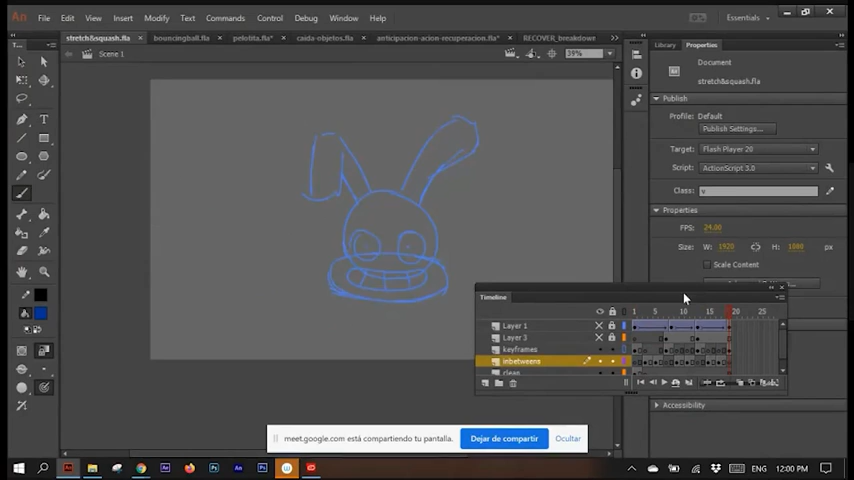 An File Edit View Insert Modify Text Commands Control Debug Window Help Essentials
stretch&squash.fla × bouncingball.fla × pelotita.fla* × caida-objetos.fla × anticipacion-acion-recuperacion.fla* × RECOVER_breakdown
Scene 1 39%
Library Properties
Document
stretch&squash.fla
Publish
Profile: Default
Publish Settings...
Target: Flash Player 20
Script: ActionScript 3.0
Class: v
Properties
FPS: 24.00
Size: W: 1920 H: 1080 px
Scale Content
Timeline
1 5 10 15 20 25
Layer 1
Layer 3
keyframes
inbetweens
clean
Accessibility
meet.google.com está compartiendo tu pantalla. Dejar de compartir Ocultar
ENG 12:00 PM